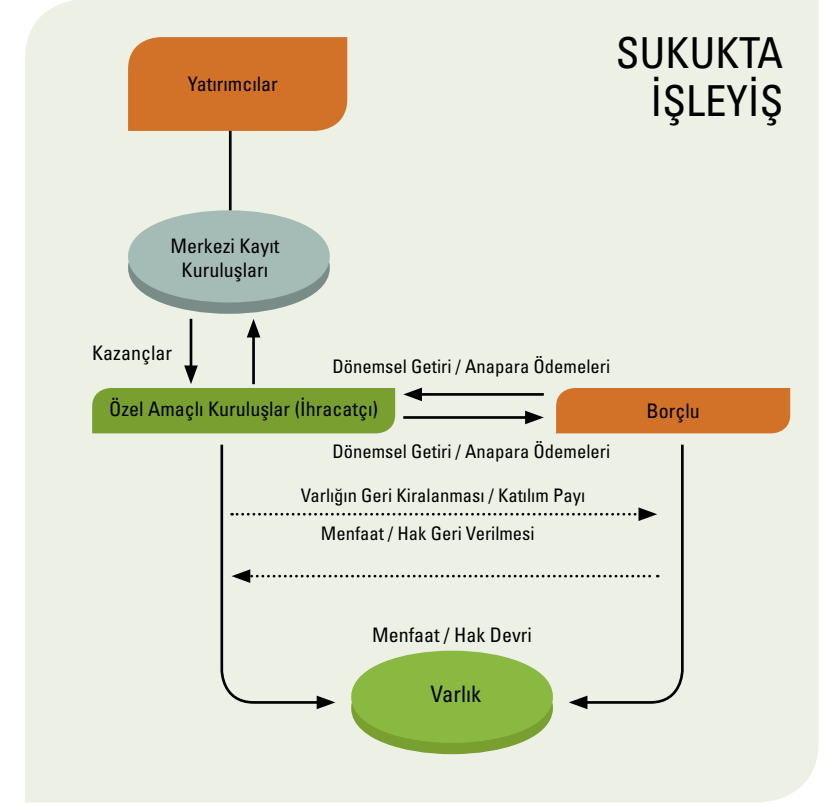 SUKUKTA
İŞLEYİŞ
Yatırımcılar
Merkezi Kayıt
Kuruluşları
Kazançlar
Dönemsel Getiri / Anapara Ödemeleri
Özel Amaçlı Kuruluşlar (İhracatçı)
Borçlu
Dönemsel Getiri / Anapara Ödemeleri
Varlığın Geri Kiralanması / Katılım Payı
Menfaat / Hak Geri Verilmesi
Menfaat / Hak Devri
Varlık